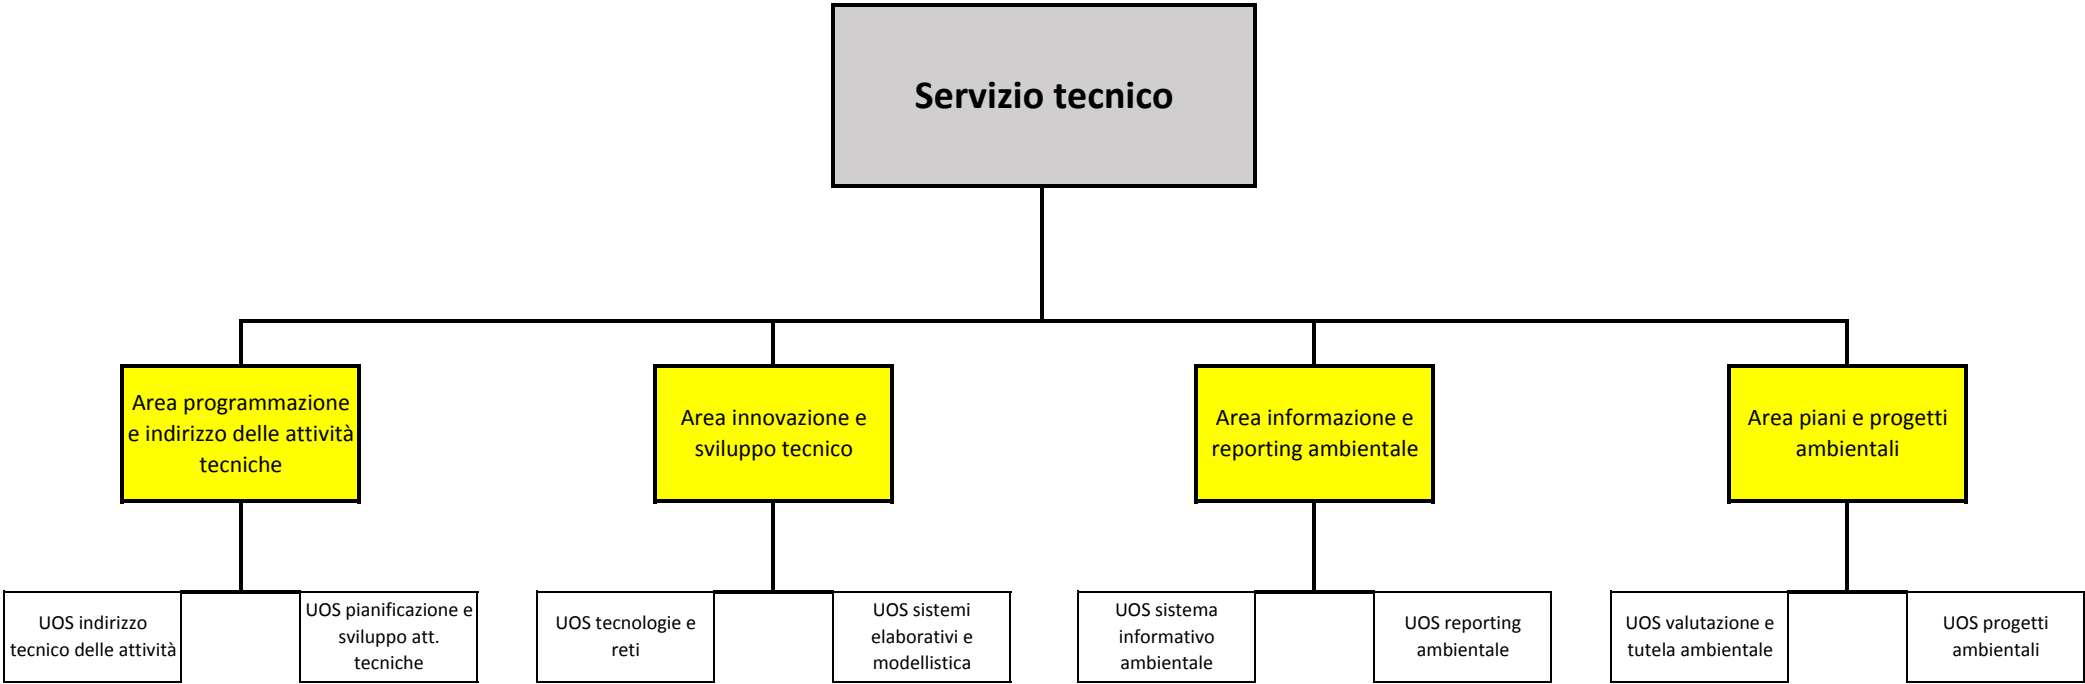 Servizio tecnico
Area programmazione
e indirizzo delle attività
tecniche
Area innovazione e
sviluppo tecnico
Area informazione e
reporting ambientale
Area piani e progetti
ambientali
UOS indirizzo
tecnico delle attività
UOS pianificazione e
sviluppo att.
tecniche
UOS tecnologie e
reti
UOS sistemi
elaborativi e
modellistica
UOS sistema
informativo
ambientale
UOS reporting
ambientale
UOS valutazione e
tutela ambientale
UOS progetti
ambientali